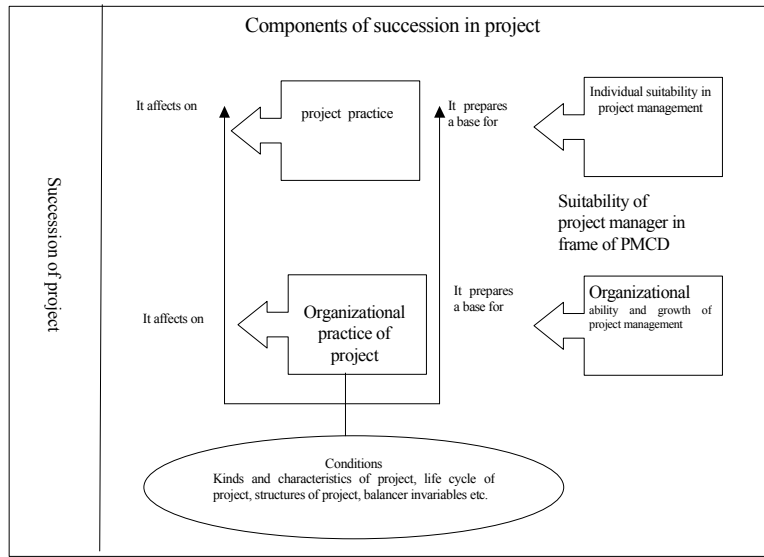 Components of succession in project
Succession of project
It affects on
project practice
It prepares
a base for
Individual suitability in
project management
Suitability of
project manager in
frame of PMCD
It affects on
Organizational
practice of
project
It prepares
a base for
Organizational
ability and growth of
project management
Conditions
Kinds and characteristics of project, life cycle of
project, structures of project, balancer invariables etc.